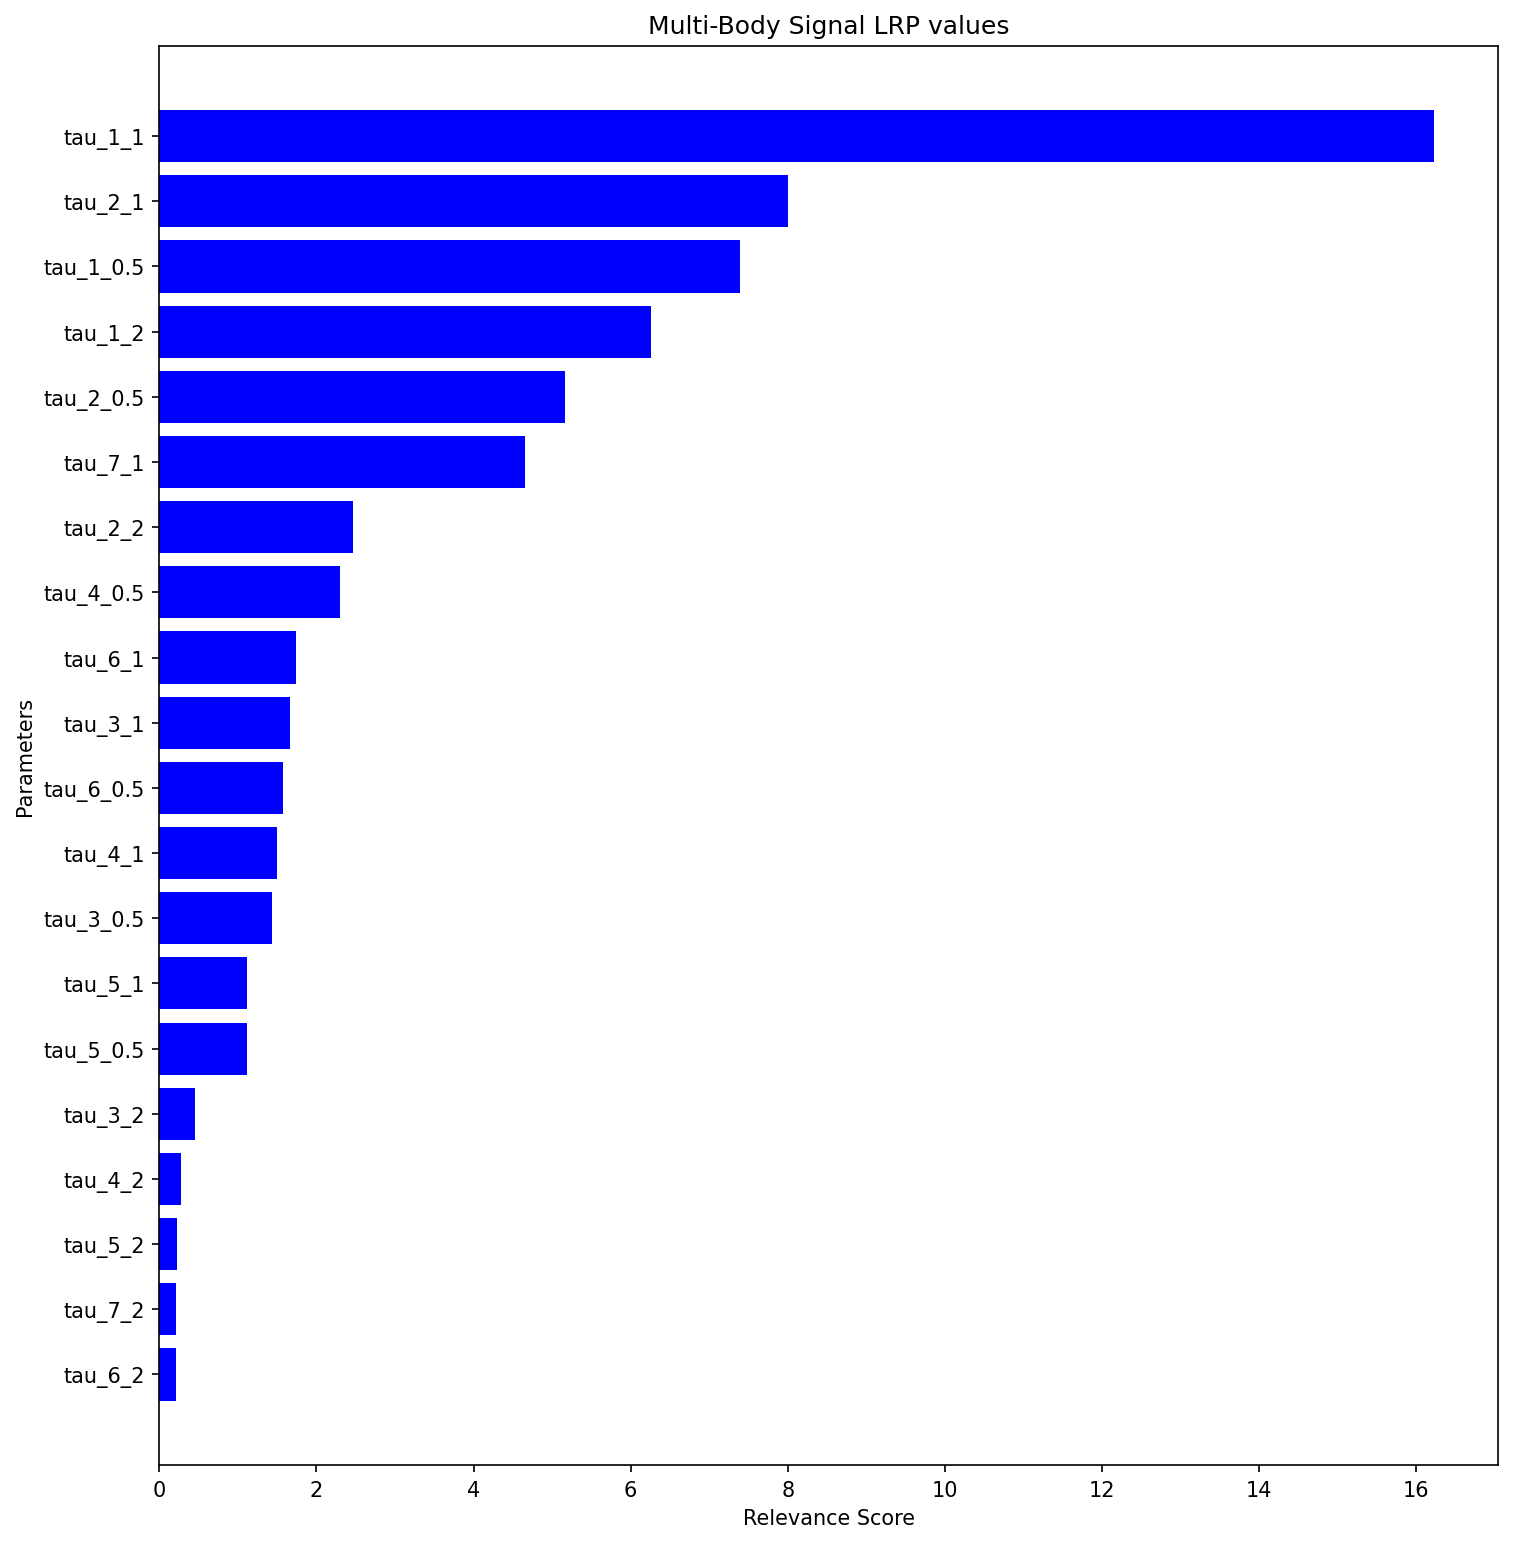 Multi-Body Signal LRP values
Parameters
tau_1_1
tau_2_1
tau_1_0.5
tau_1_2
tau_2_0.5
tau_7_1
tau_2_2
tau_4_0.5
tau_6_1
tau_3_1
tau_6_0.5
tau_4_1
tau_3_0.5
tau_5_1
tau_5_0.5
tau_3_2
tau_4_2
tau_5_2
tau_7_2
tau_6_2
0 2 4 6 8 10 12 14 16
Relevance Score